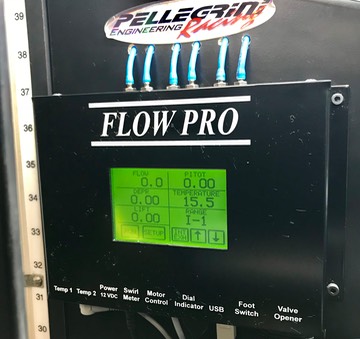 PELLEGRINI
ENGINEERING Racing
FLOW PRO
FLOW PITOT
0.0 0.00
DEPR TEMPERATURE
0.00 15.5
LIFT RANGE
0.00 I-1
SETUP
Temp 1 Temp 2 Power 12 VDC Swirl Meter Motor Control Dial Indicator USB Foot Switch Valve Opener
39
38
37
36
35
34
33
32
31
30